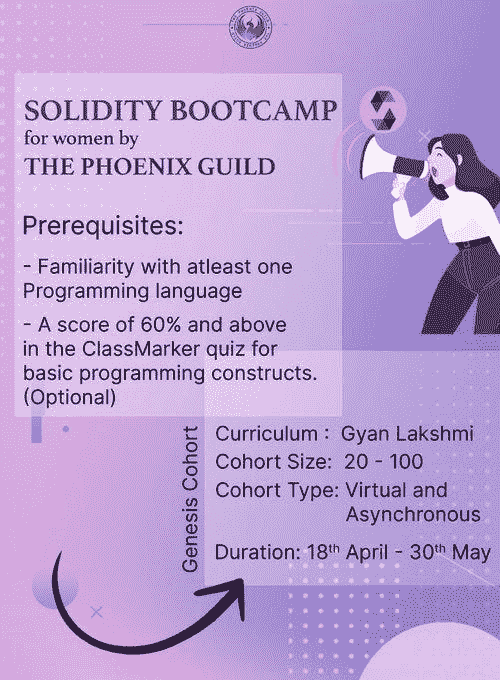 SOLIDITY BOOTCAMP
for women by
THE PHOENIX GUILD
Prerequisites:
- Familiarity with atleast one
Programming language
- A score of 60% and above
in the ClassMarker quiz for
basic programming constructs.
(Optional)
Genesis Cohort
Curriculum : Gyan Lakshmi
Cohort Size: 20 - 100
Cohort Type: Virtual and
Asynchronous
Duration: 18th April - 30th May